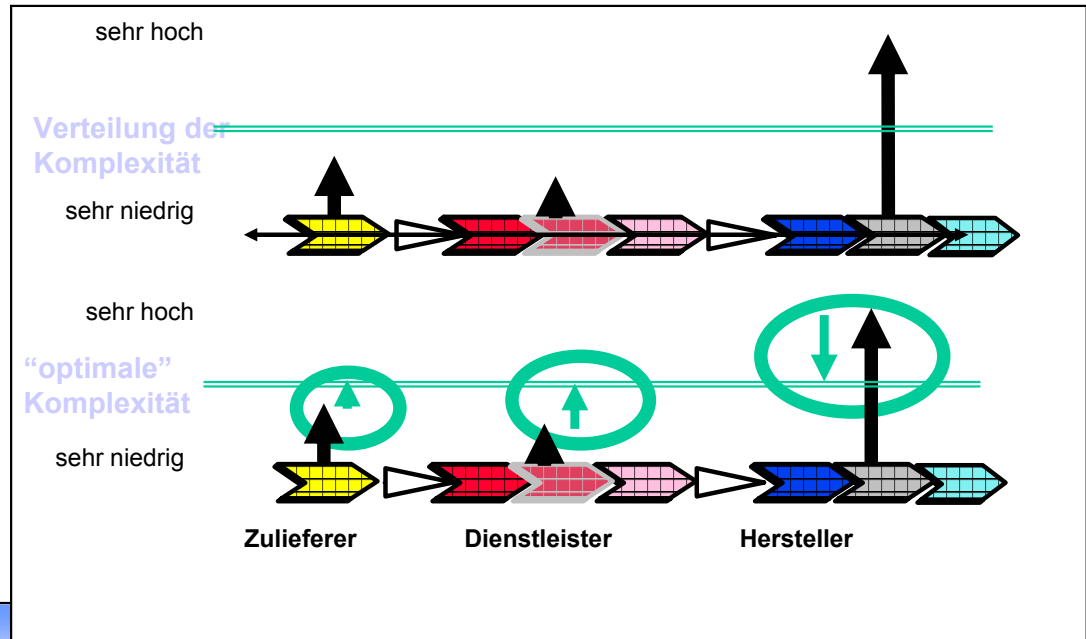 sehr hoch
Verteilung der
Komplexität
sehr niedrig
sehr hoch
“optimale”
Komplexität
sehr niedrig
Zulieferer Dienstleister Hersteller